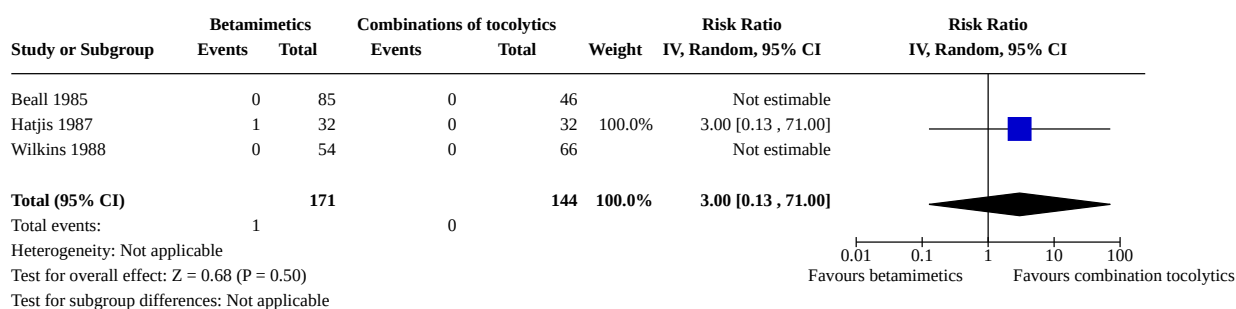 Betamimetics Combinations of tocolytics Risk Ratio Risk Ratio
Study or Subgroup Events Total Events Total Weight IV, Random, 95% CI IV, Random, 95% CI
Beall 1985 0 85 0 46 Not estimable
Hatjis 1987 1 32 0 32 100.0% 3.00 [0.13 , 71.00]
Wilkins 1988 0 54 0 66 Not estimable
Total (95% CI) 171 144 100.0% 3.00 [0.13 , 71.00]
Total events: 1 0
Heterogeneity: Not applicable
0.01 0.1 1 10 100
Test for overall effect: Z = 0.68 (P = 0.50)
Favours betamimetics Favours combination tocolytics
Test for subgroup differences: Not applicable